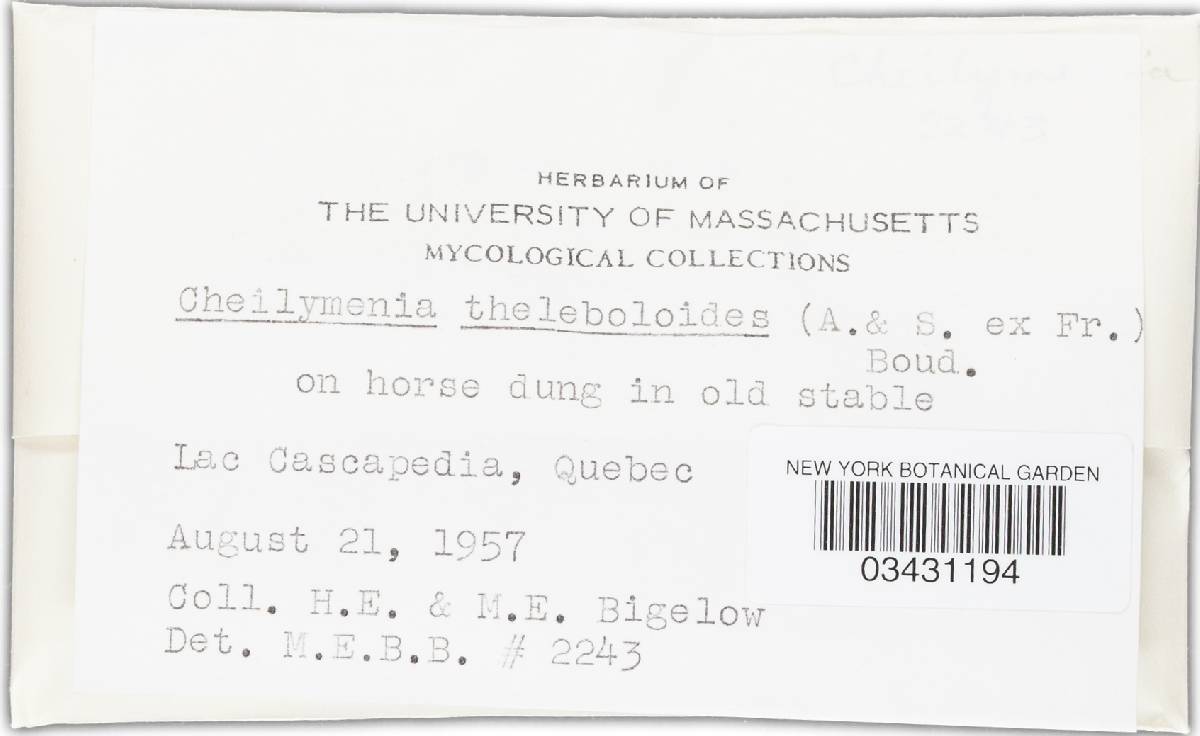 HERBARIUM OF
THE UNIVERSITY OF MASSACHUSETTS
MYCOLOGICAL COLLECTIONS
Cheilymenia theleboloides (A.& S. ex Fr.)
Boud.
on horse dung in old stable
Lac Cascapedia, Quebec
August 21, 1957
Coll. H.E. & M.E. Bigelow
Det. M.E.B.B. # 2243
NEW YORK BOTANICAL GARDEN
03431194